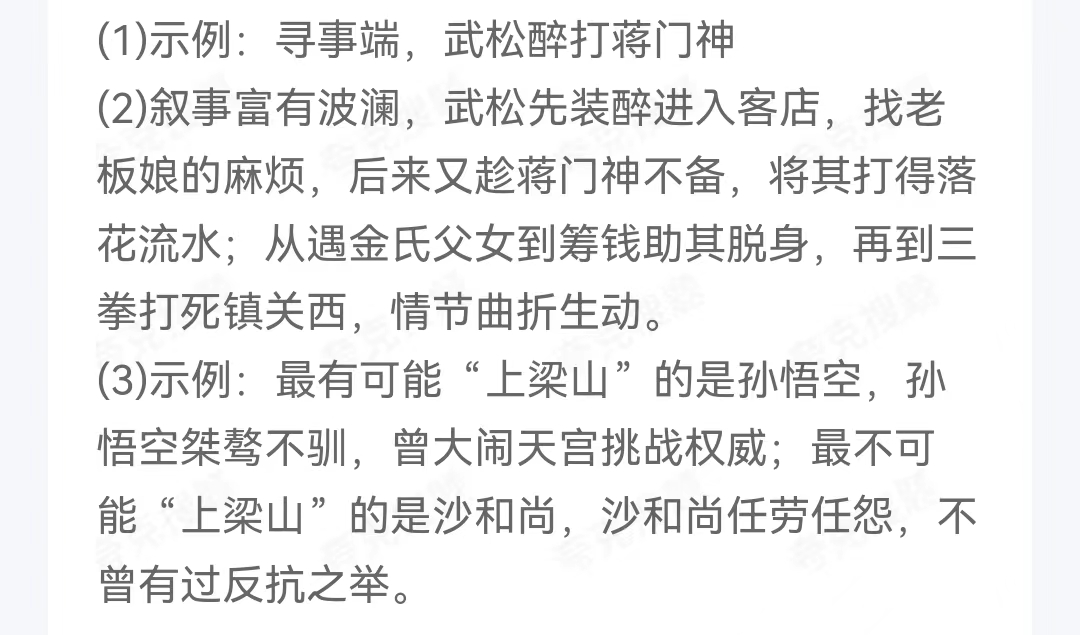 (1)示例：寻事端，武松醉打蒋门神
(2)叙事富有波澜，武松先装醉进入客店，找老
板娘的麻烦，后来又趁蒋门神不备，将其打得落
花流水；从遇金氏父女到筹钱助其脱身，再到三
拳打死镇关西，情节曲折生动。
(3)示例：最有可能“上梁山”的是孙悟空，孙
悟空桀骜不驯，曾大闹天宫挑战权威；最不可
能“上梁山”的是沙和尚，沙和尚任劳任怨，不
曾有过反抗之举。